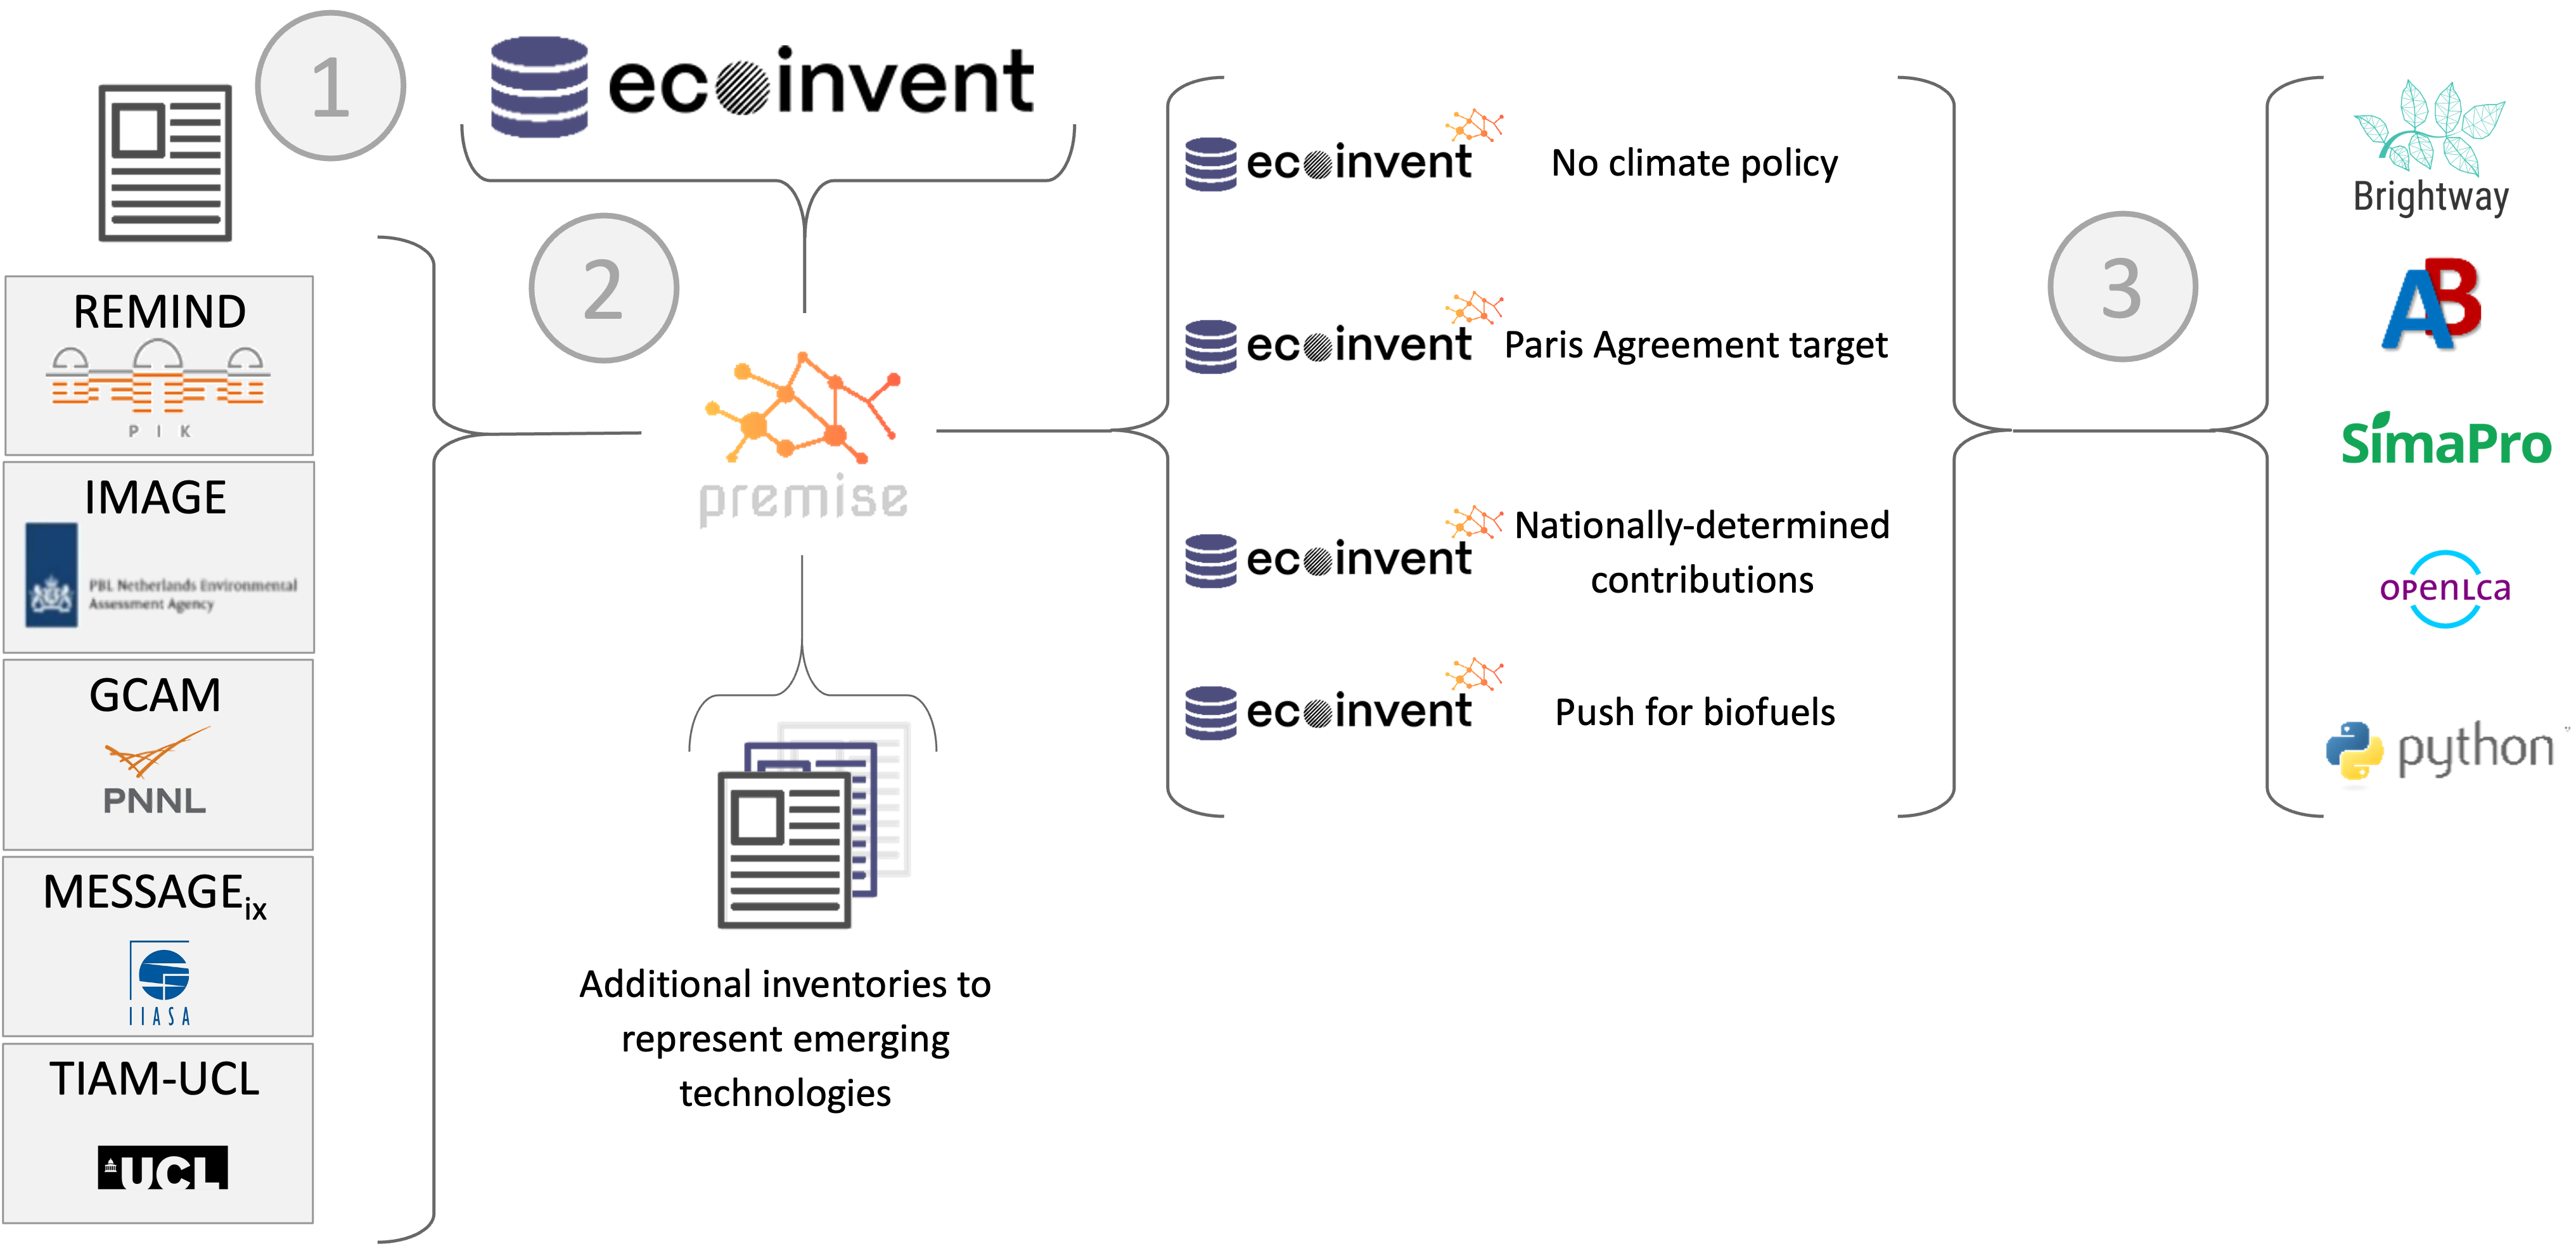 1
ecoinvent
REMIND
P I K
IMAGE
PBL Netherlands Environmental
Assessment Agency
GCAM
PNNL
MESSAGEix
IIASA
TIAM-UCL
UCL
2
premise
Additional inventories to
represent emerging
technologies
ecoinvent No climate policy
ecoinvent Paris Agreement target
ecoinvent Nationally-determined
contributions
ecoinvent Push for biofuels
3
Brightway
AB
SimaPro
openLca
python